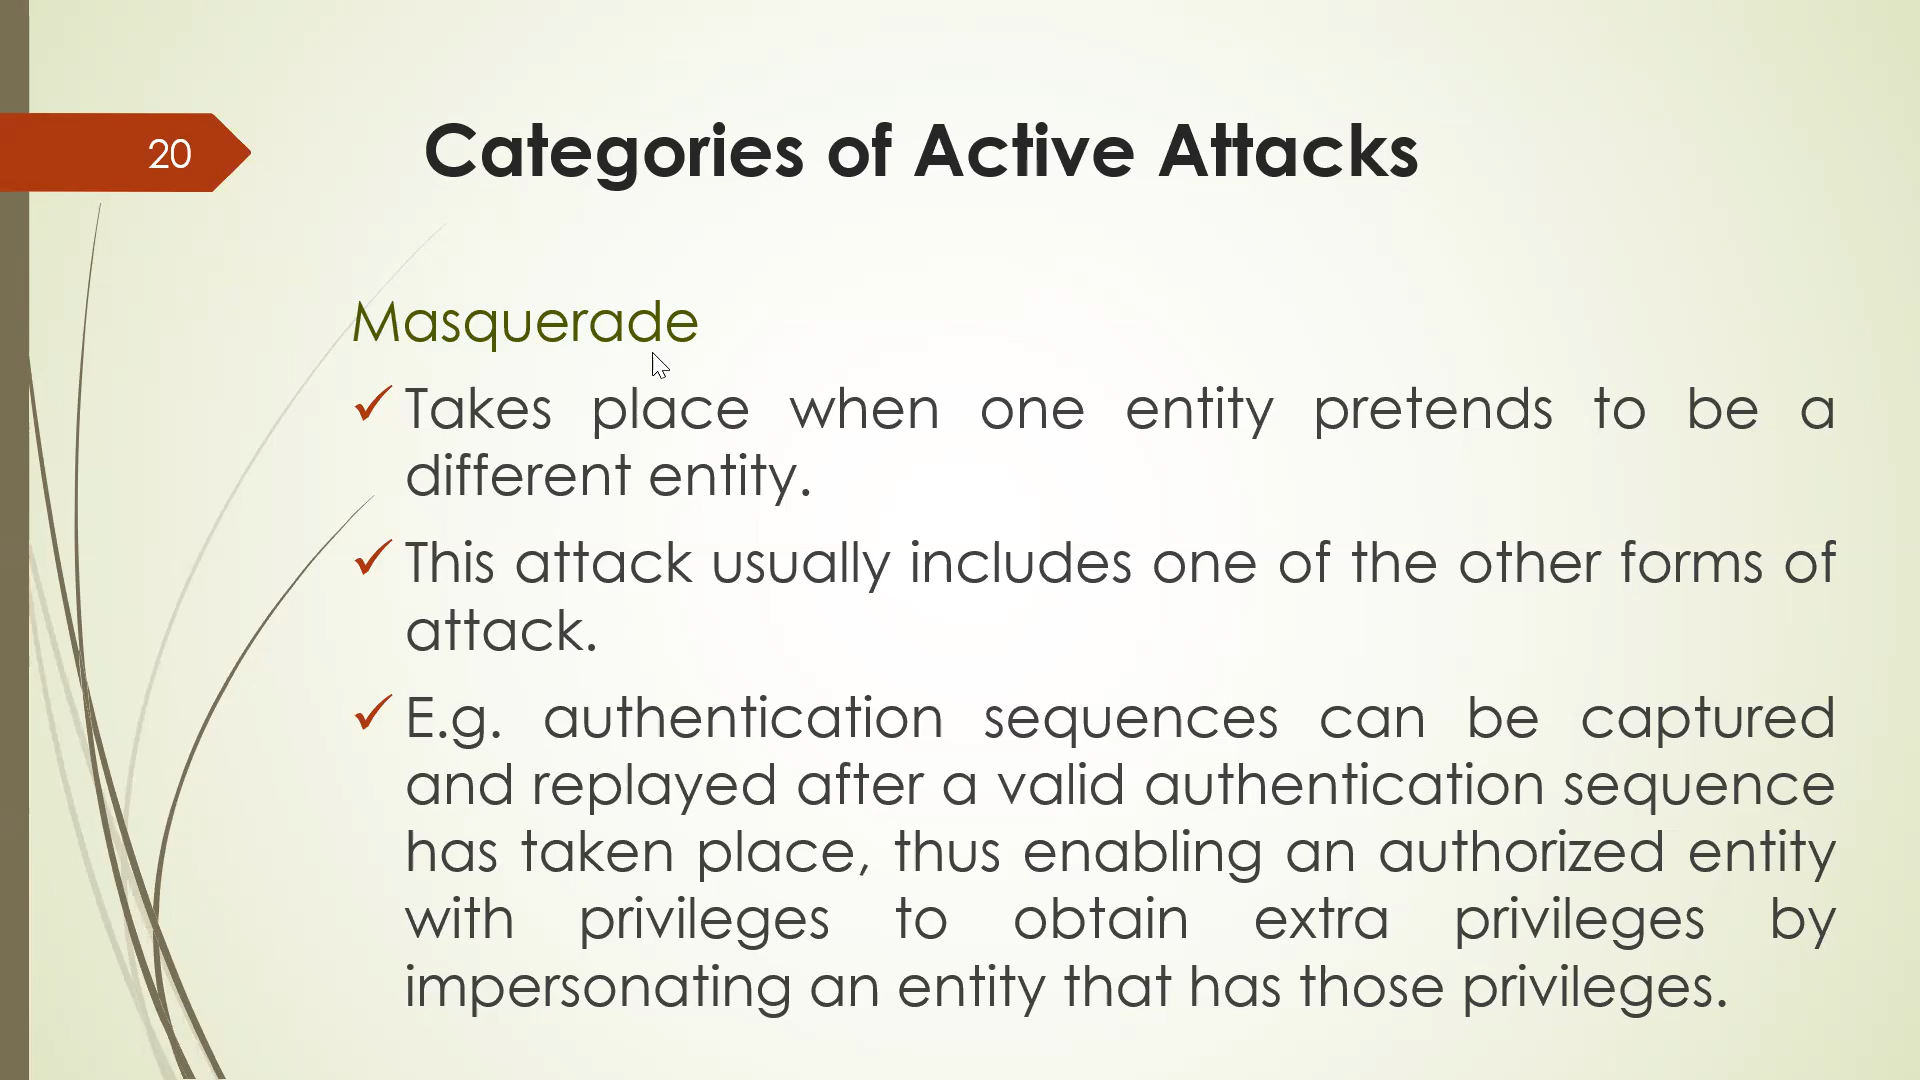 20
Categories of Active Attacks
Masquerade
Takes place when one entity pretends to be a
different entity.
This attack usually includes one of the other forms of
attack.
E.g. authentication sequences can be captured
and replayed after a valid authentication sequence
has taken place, thus enabling an authorized entity
with privileges to obtain extra privileges by
impersonating an entity that has those privileges.